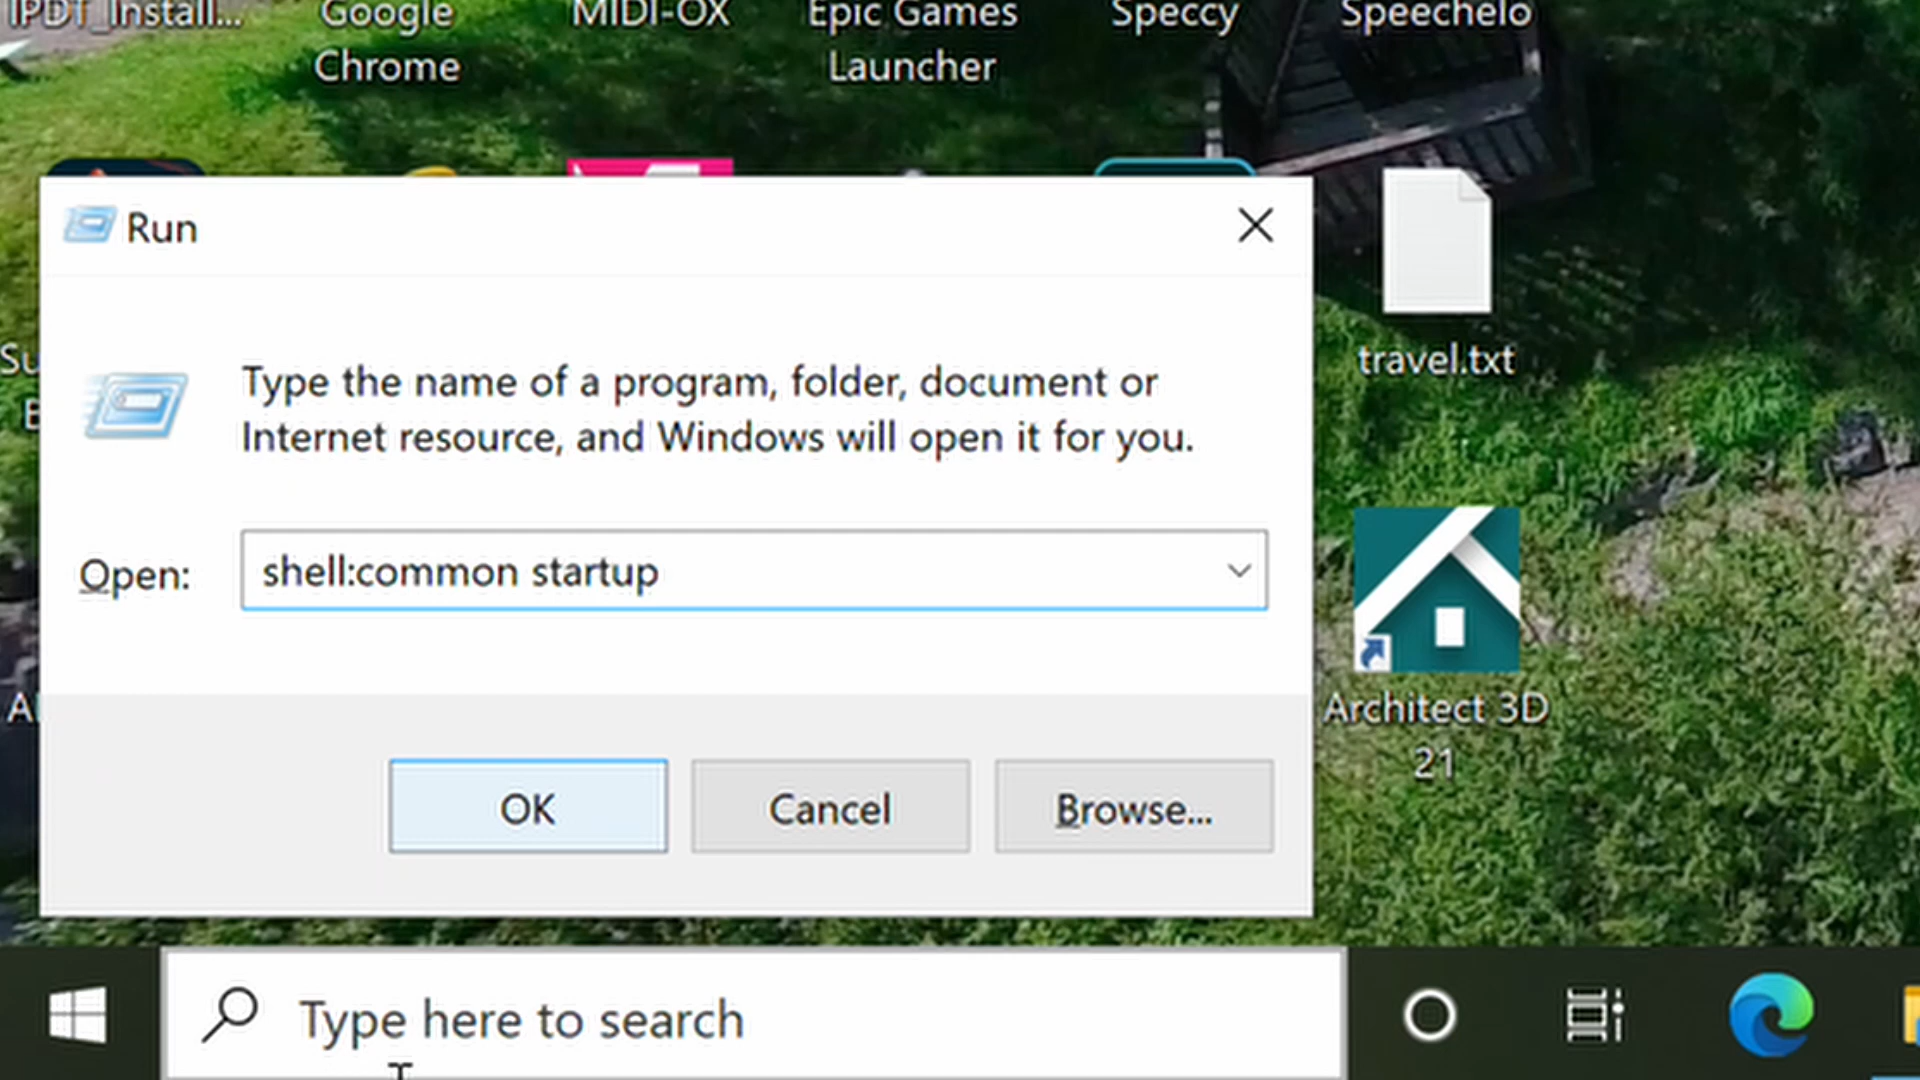 IPDT_Install...
Google
Chrome
MIDI-OX
Epic Games
Launcher
Speccy
Speechelo
Run
Type the name of a program, folder, document or
Internet resource, and Windows will open it for you.
Open:
shell:common startup
OK
Cancel
Browse...
travel.txt
Architect 3D
21
Su
E
A
Type here to search